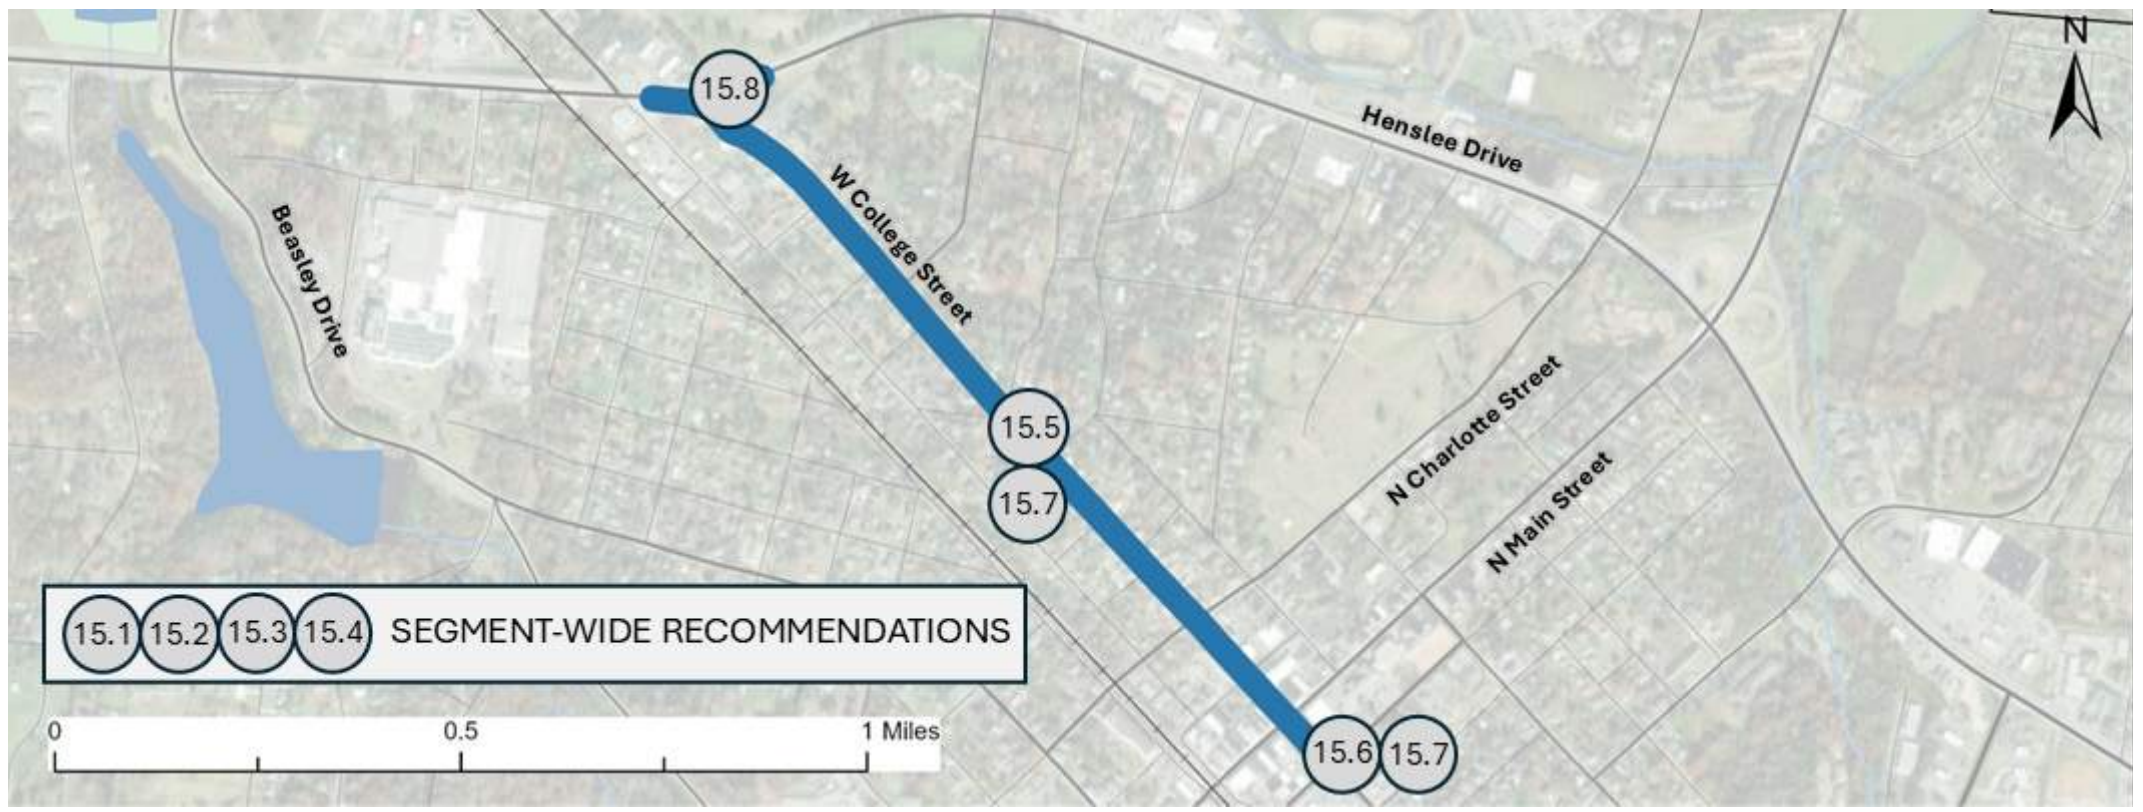 N
15.8
Henslee Drive
W College Street
Beasley Drive
15.5
N Charlotte Street
15.7
N Main Street
15.1 15.2 15.3 15.4 SEGMENT-WIDE RECOMMENDATIONS
0 0.5 1 Miles
15.6 15.7